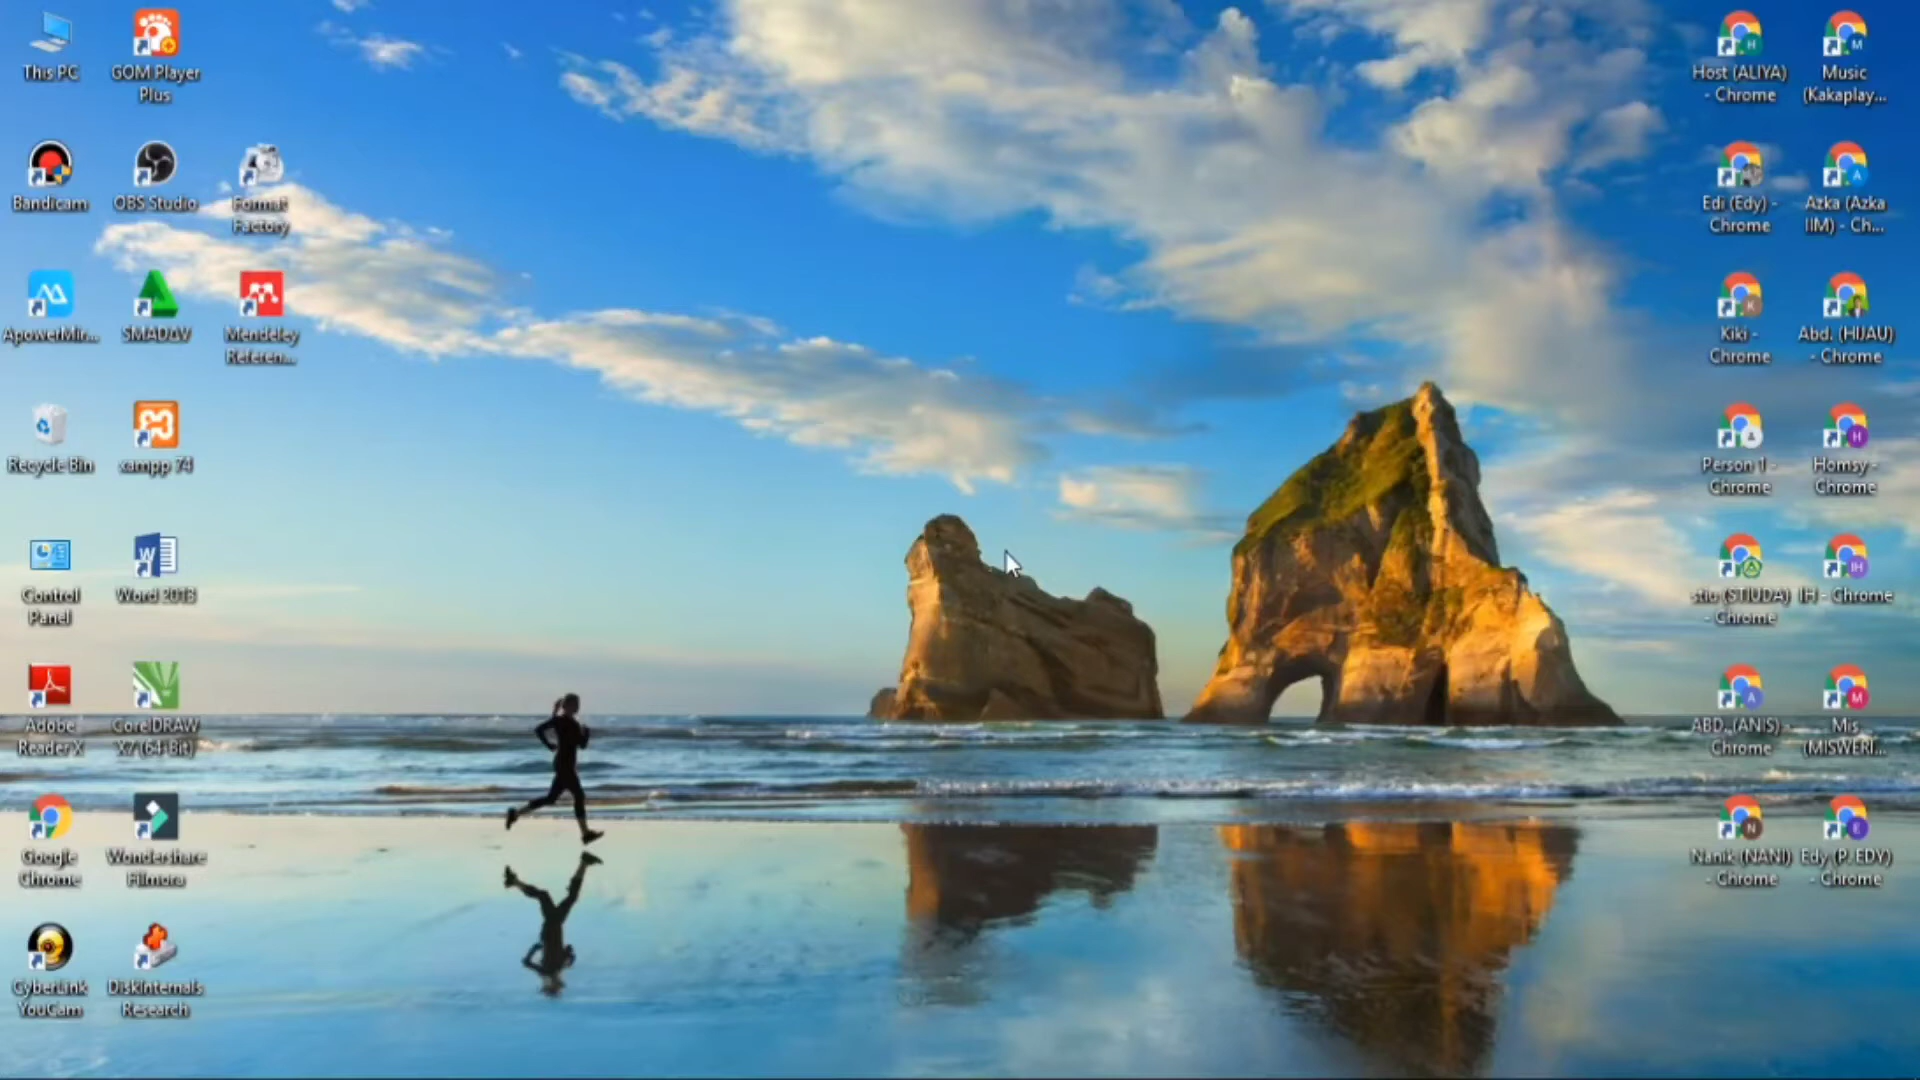 This PC
GOM Player
Plus
Bandicam
OBS Studio
Format
Factory
ApowerMir...
SMADAV
Mendeley
Referen...
Recycle Bin
xampp 74
Control
Panel
Word 2013
Adobe
Reader X
CorelDRAW
X7 (64-Bit)
Google
Chrome
Wondershare
Filmora
CyberLink
YouCam
DiskInternals
Research
Host (ALIYA)
- Chrome
Music
(Kakaplay...
Edi (Edy) -
Chrome
Azka (Azka
IIM) - Ch...
Kiki -
Chrome
Abd. (HIJAU)
- Chrome
Person 1 -
Chrome
Homsy -
Chrome
stiu (STIUDA)
- Chrome
IH - Chrome
ABD. (ANIS) -
Chrome
Mis
(MISWERI...
Nanik (NANI)
- Chrome
Edy (P. EDY)
- Chrome